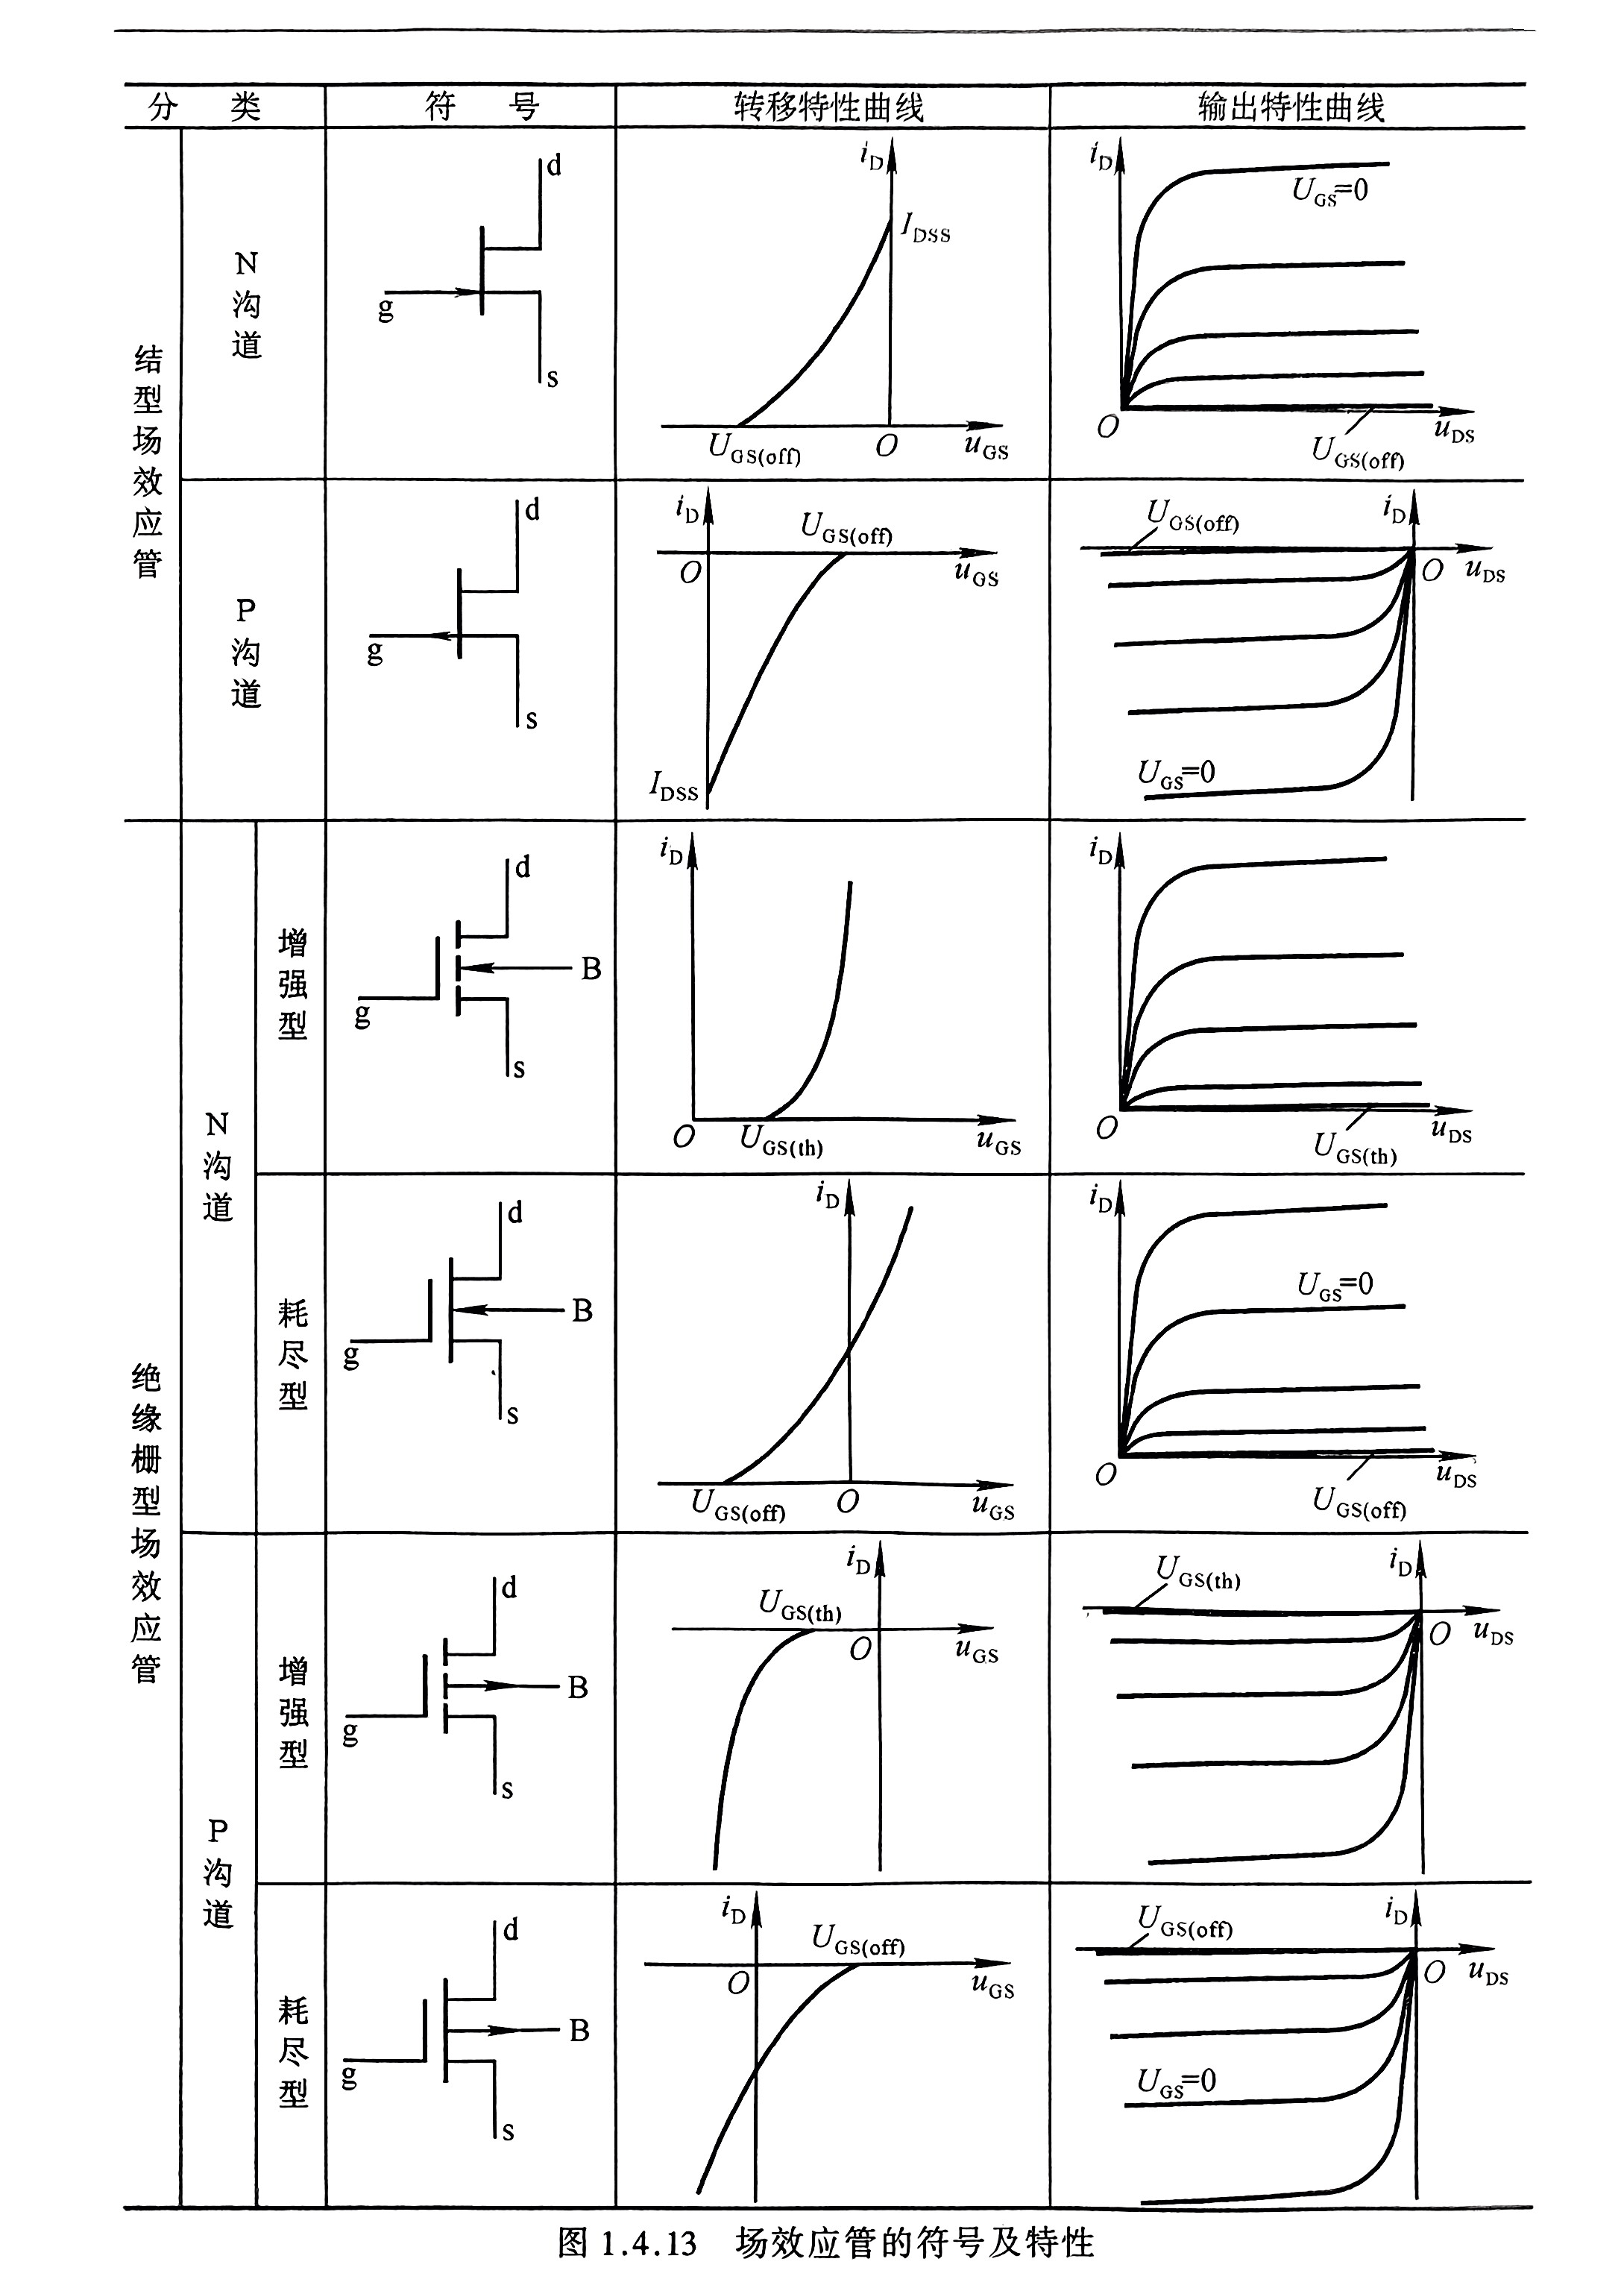 分 类 符 号 转移特性曲线 输出特性曲线
结型场效应管
N沟道
d
g
s
iD
IDSS
UGS(off) O uGS
iD
UGS=0
O uDS
UGS(off)
P沟道
d
g
s
iD
UGS(off)
O uGS
IDSS
UGS(off)
iD
O uDS
UGS=0
绝缘栅型场效应管
N沟道
增强型
d
B
g
s
iD
O UGS(th) uGS
iD
O uDS
UGS(th)
耗尽型
d
B
g
s
iD
UGS(off) O uGS
iD
UGS=0
O uDS
UGS(off)
P沟道
增强型
d
B
g
s
iD
UGS(th)
O uGS
UGS(th)
iD
O uDS
耗尽型
d
B
g
s
iD
UGS(off)
O uGS
UGS(off)
iD
O uDS
UGS=0
图 1.4.13 场效应管的符号及特性